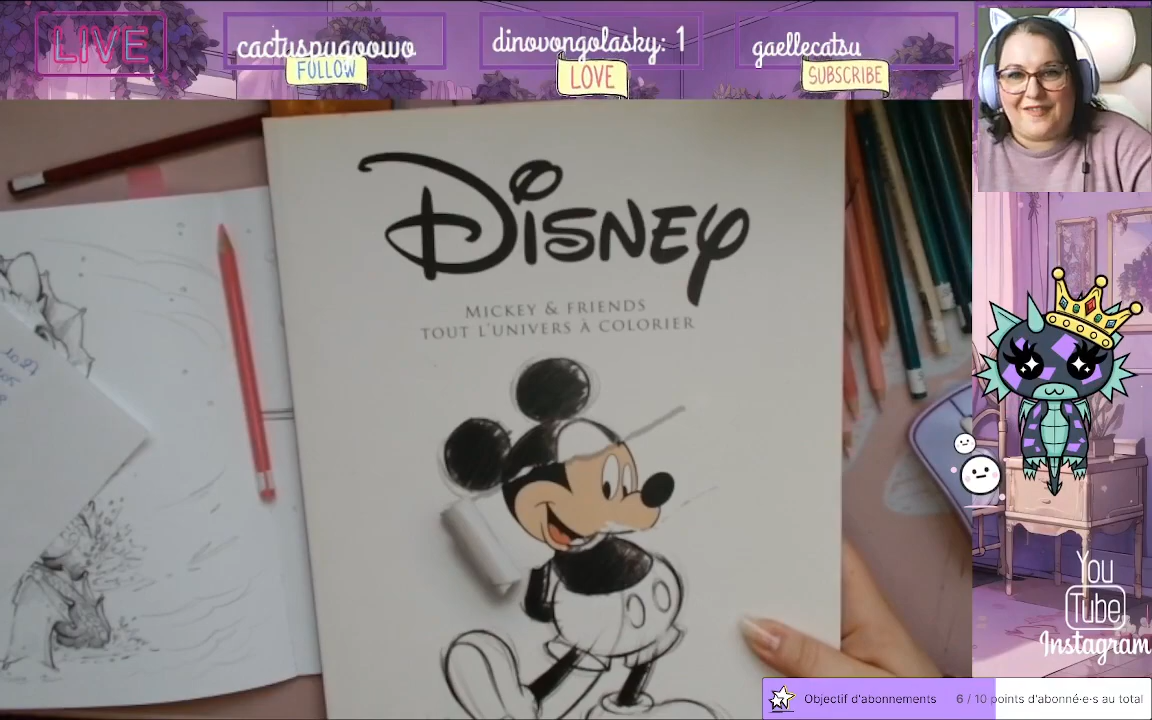 LIVE
cactuspugoowo
FOLLOW
dinovongolasky: 1
LOVE
gaellecatsu
SUBSCRIBE
DISNEY
MICKEY & FRIENDS
TOUT L'UNIVERS À COLORIER
You
Tube
Instagram
Objectif d'abonnements 6 / 10 points d'abonné·e·s au total